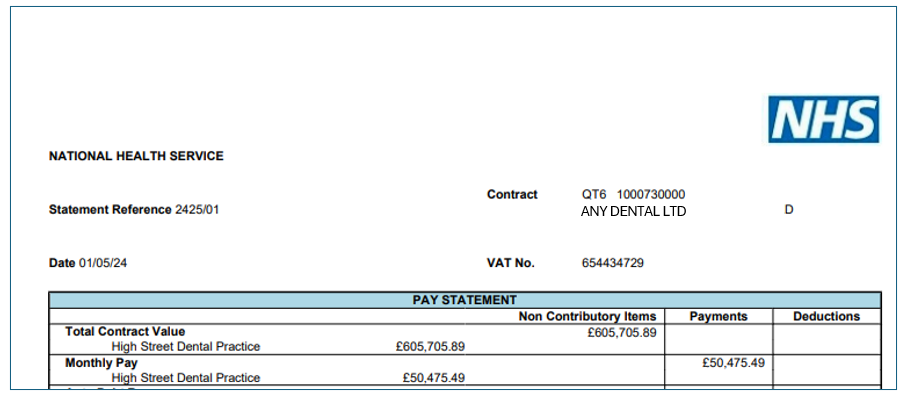 NHS
NATIONAL HEALTH SERVICE
Contract QT6 1000730000
Statement Reference 2425/01 ANY DENTAL LTD D
Date 01/05/24 VAT No. 654434729
PAY STATEMENT
Non Contributory Items Payments Deductions
Total Contract Value £605,705.89
High Street Dental Practice £605,705.89
Monthly Pay £50,475.49
High Street Dental Practice £50,475.49